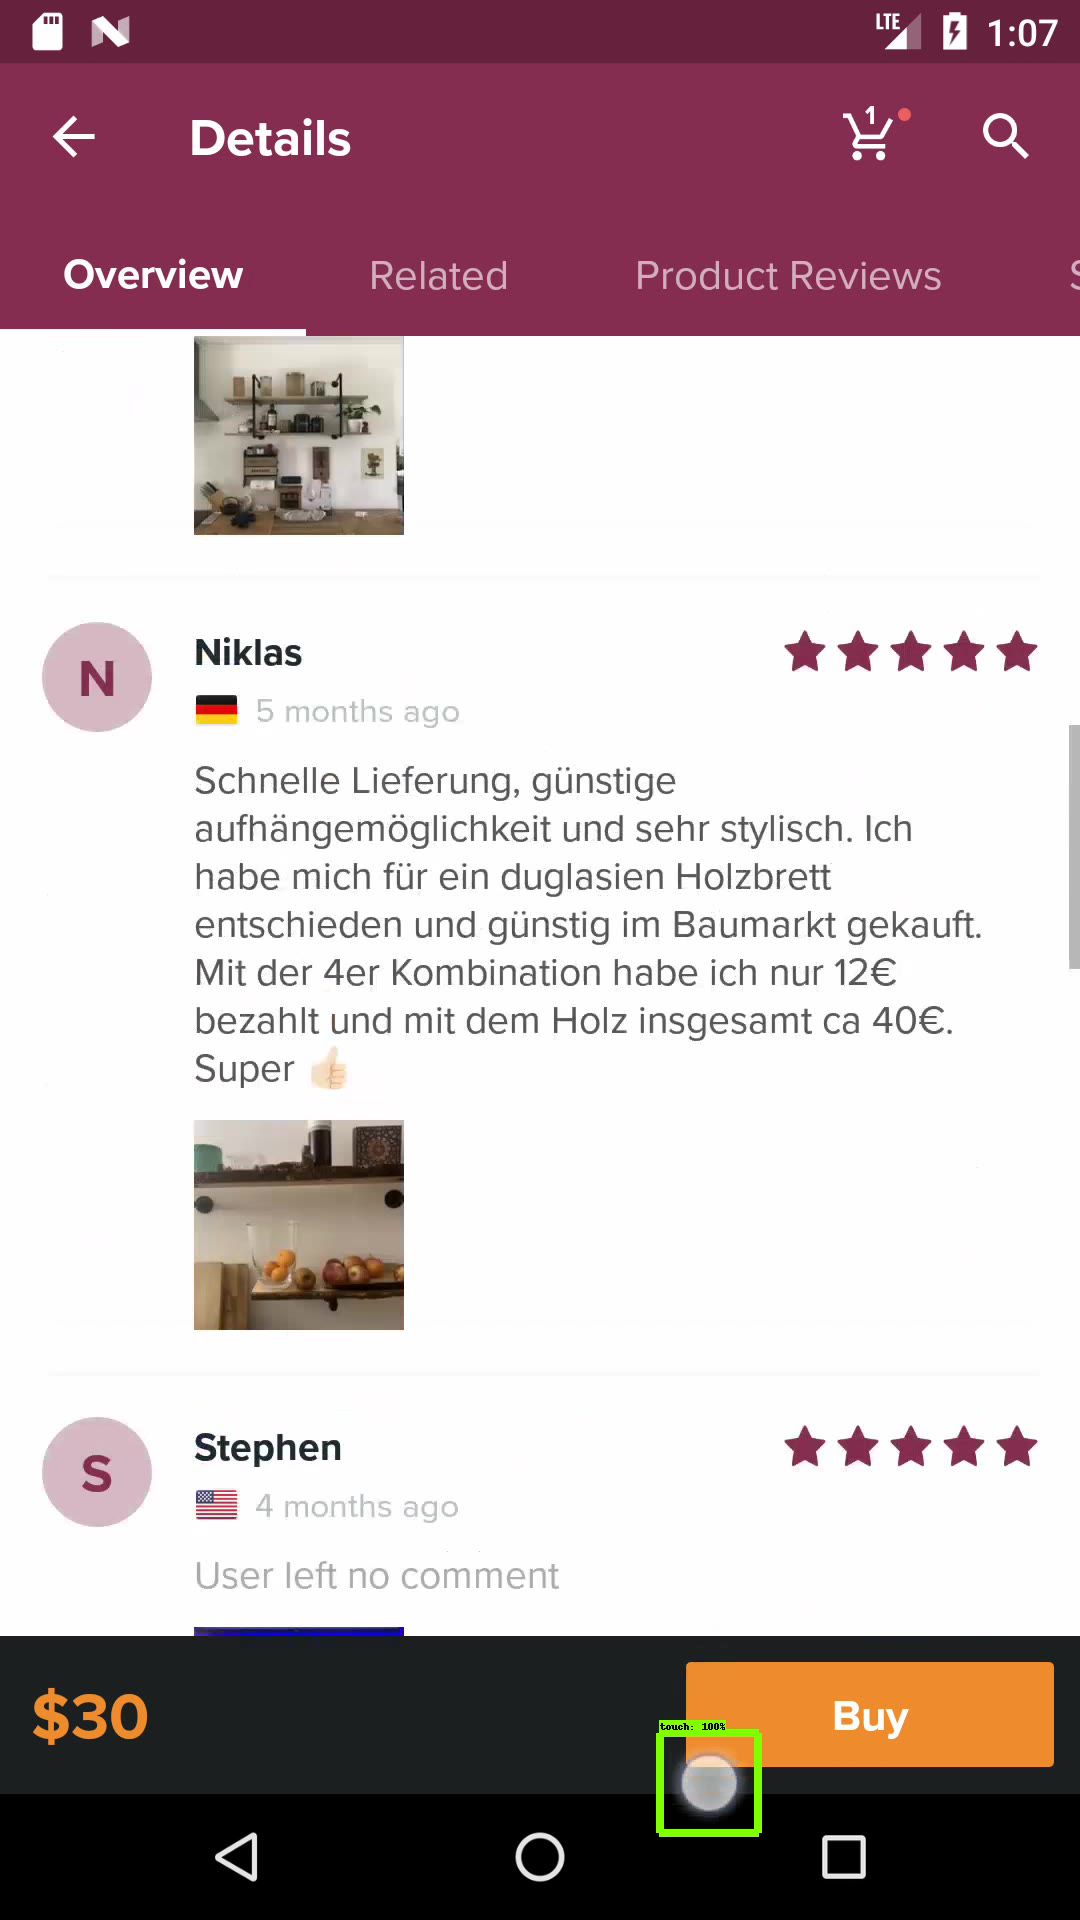 LTE 1:07
Details
1
Overview Related Product Reviews S
Niklas
5 months ago
Schnelle Lieferung, günstige
aufhängemöglichkeit und sehr stylisch. Ich
habe mich für ein duglasien Holzbrett
entschieden und günstig im Baumarkt gekauft.
Mit der 4er Kombination habe ich nur 12€
bezahlt und mit dem Holz insgesamt ca 40€.
Super 👍🏻
N
Stephen
4 months ago
User left no comment
S
$30
Buy
touch: 100%